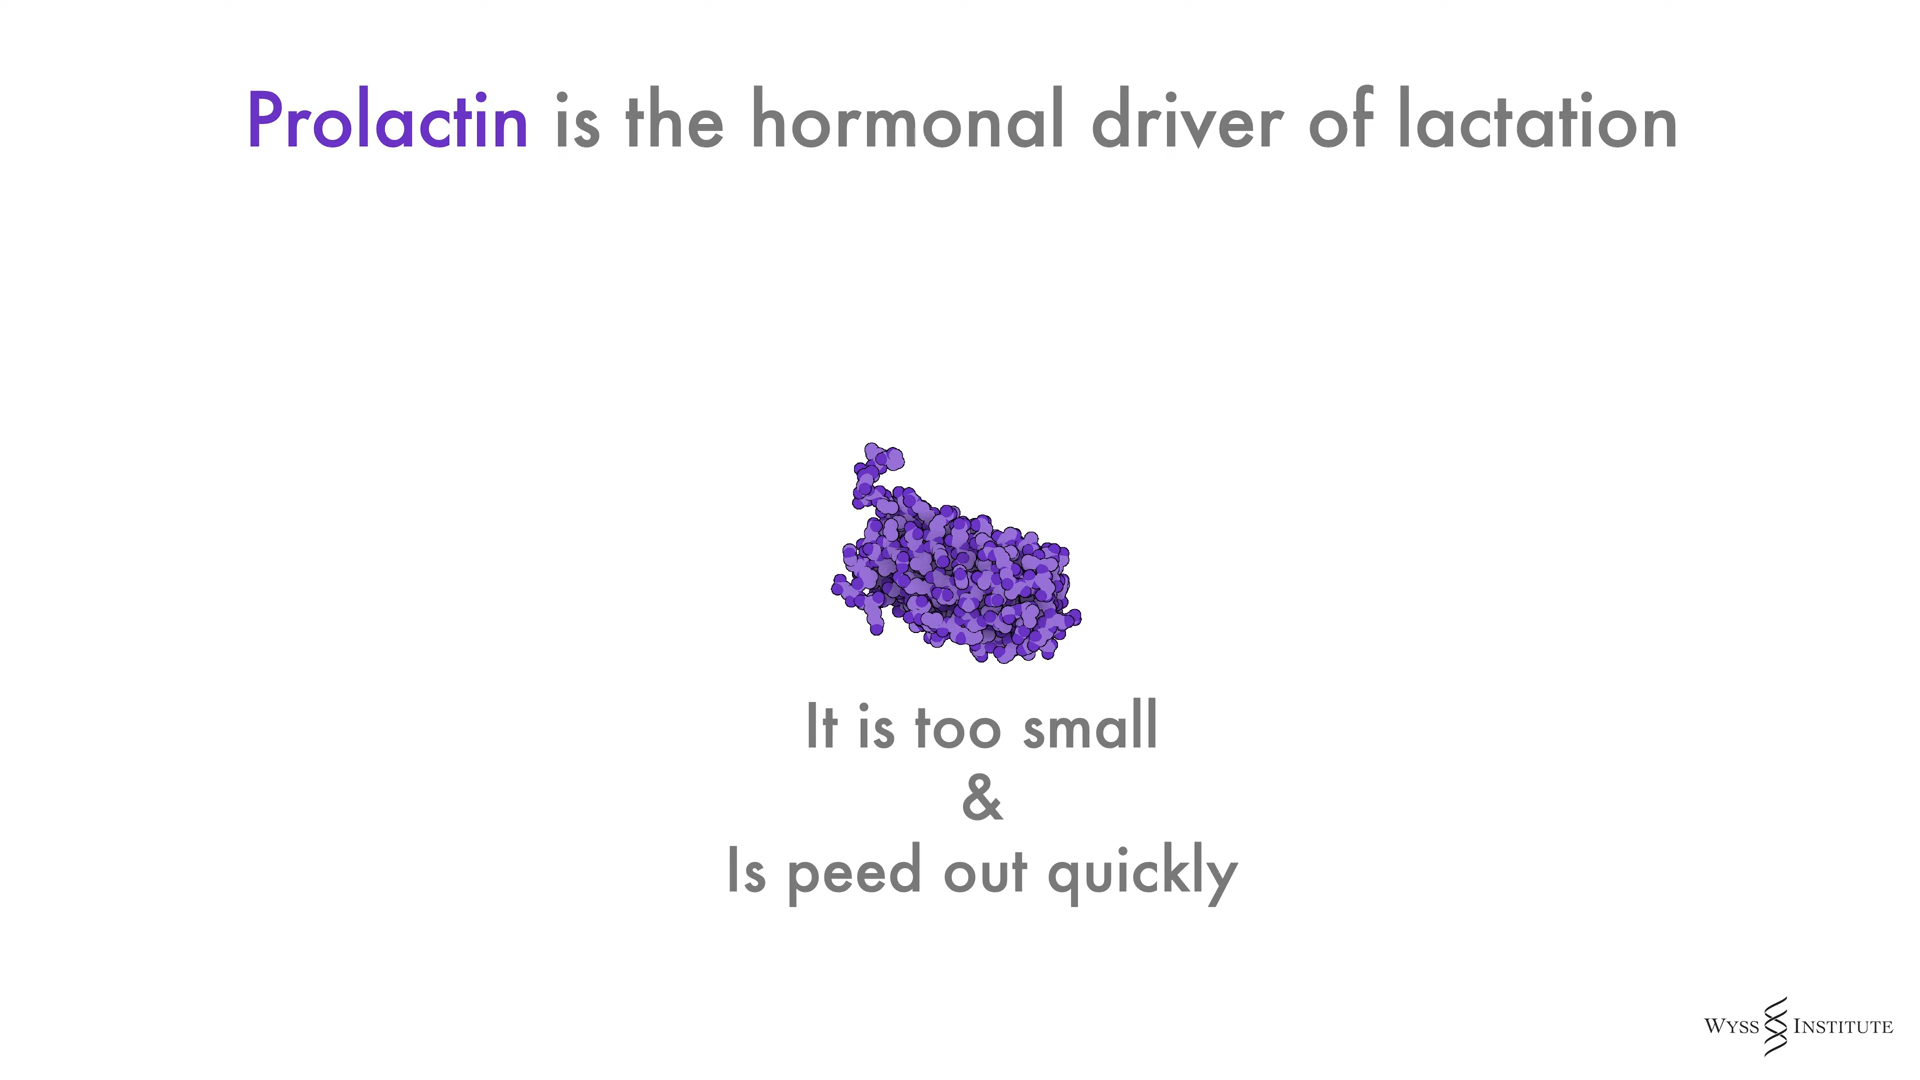 Prolactin is the hormonal driver of lactation
It is too small
&
Is peed out quickly
WYSS INSTITUTE